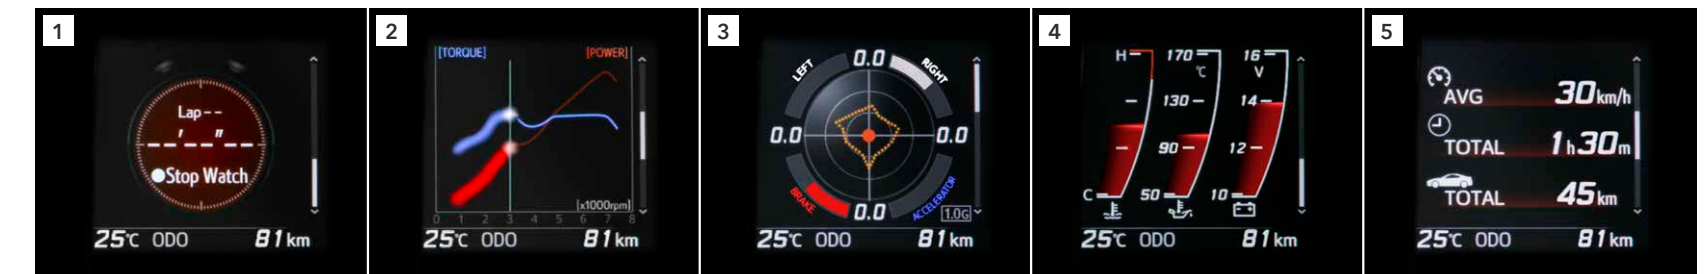 1
Lap--
--'--"--
Stop Watch
25℃ ODO 81 km
2
[TORQUE] [POWER]
[x1000rpm]
0 1 2 3 4 5 6 7 8
25℃ ODO 81 km
3
LEFT 0.0 RIGHT
0.0 0.0
BRAKE 0.0 ACCELERATOR
1.0G
25℃ ODO 81 km
4
H 170 16
℃ V
130 14
90 12
C 50 10
25℃ ODO 81 km
5
AVG 30 km/h
TOTAL 1h30m
TOTAL 45 km
25℃ ODO 81 km